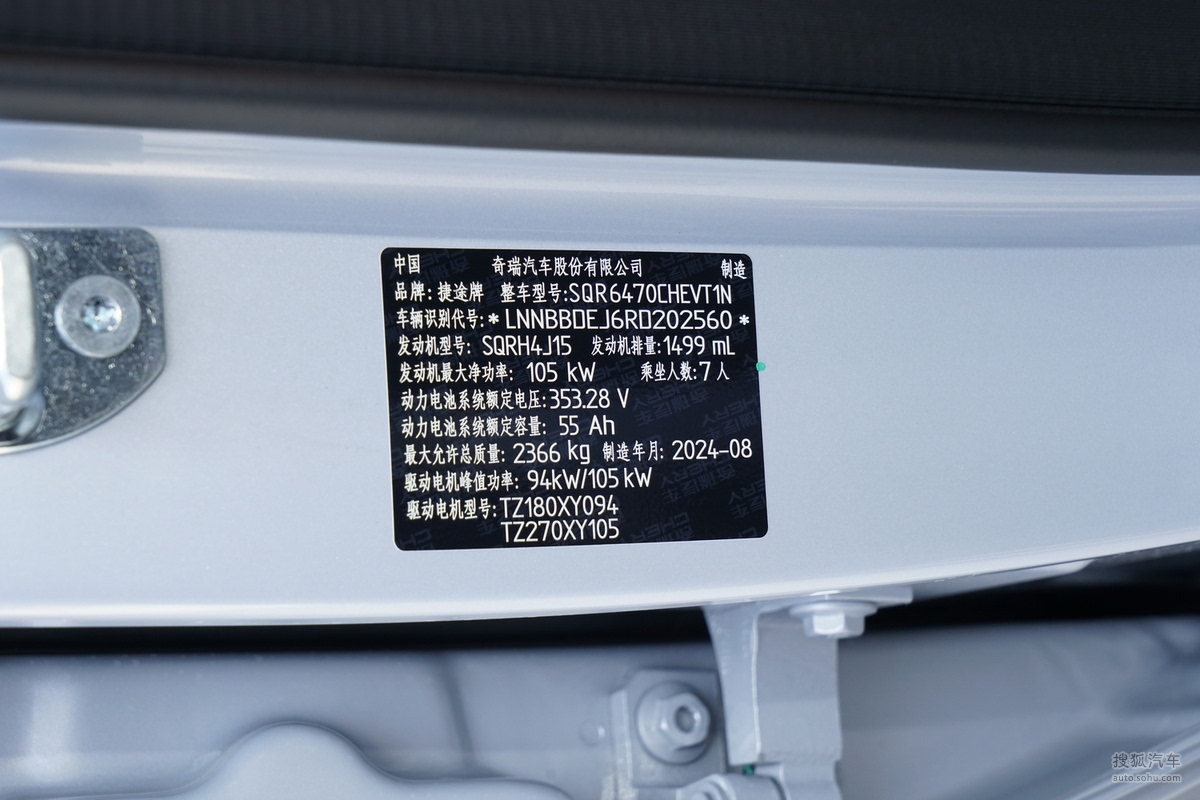 中国 奇瑞汽车股份有限公司 制造
品牌:捷途牌 整车型号:SQR6470CHEVT1N
车辆识别代号:*LNNBBDEJ6RD202560*
发动机型号: SQRH4J15 发动机排量:1499 mL
发动机最大净功率: 105 kW 乘坐人数:7 人
动力电池系统额定电压:353.28 V
动力电池系统额定容量: 55 Ah
最大允许总质量: 2366 kg 制造年月: 2024-08
驱动电机峰值功率: 94kW/105 kW
驱动电机型号:TZ180XY094
TZ270XY105
搜狐汽车
auto.sohu.com